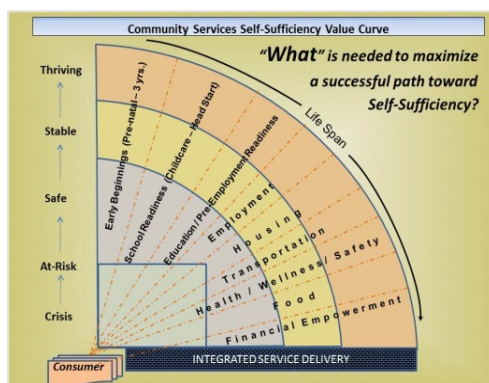 Community Services Self-Sufficiency Value Curve
“What” is needed to maximize
a successful path toward
Self-Sufficiency?
Thriving
Stable
Safe
At-Risk
Crisis
Life Span
Early Beginnings (Pre-natal – 3 yrs.)
School Readiness (Childcare – Head Start)
Education / Pre-Employment Readiness
Employment
Housing
Transportation
Health / Wellness / Safety
Food
Financial Empowerment
Consumer
INTEGRATED SERVICE DELIVERY